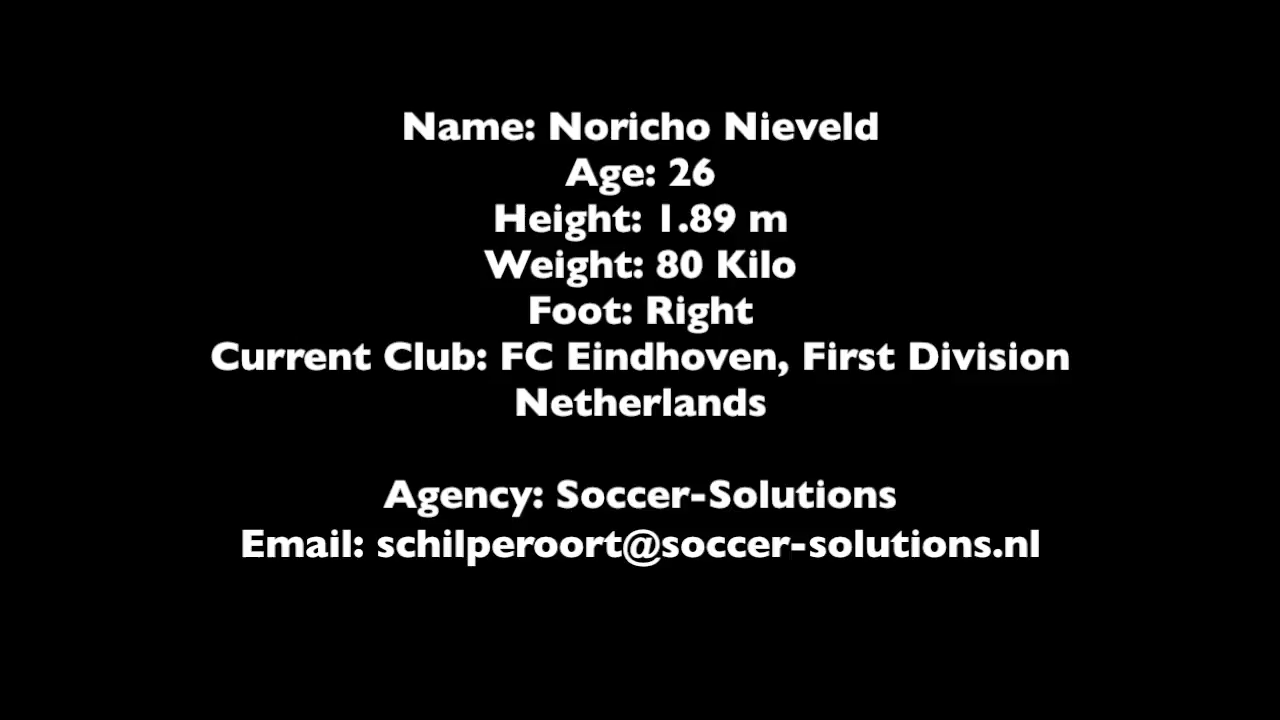 Name: Noricho Nieveld
Age: 26
Height: 1.89 m
Weight: 80 Kilo
Foot: Right
Current Club: FC Eindhoven, First Division
Netherlands
Agency: Soccer-Solutions
Email: schilperoort@soccer-solutions.nl